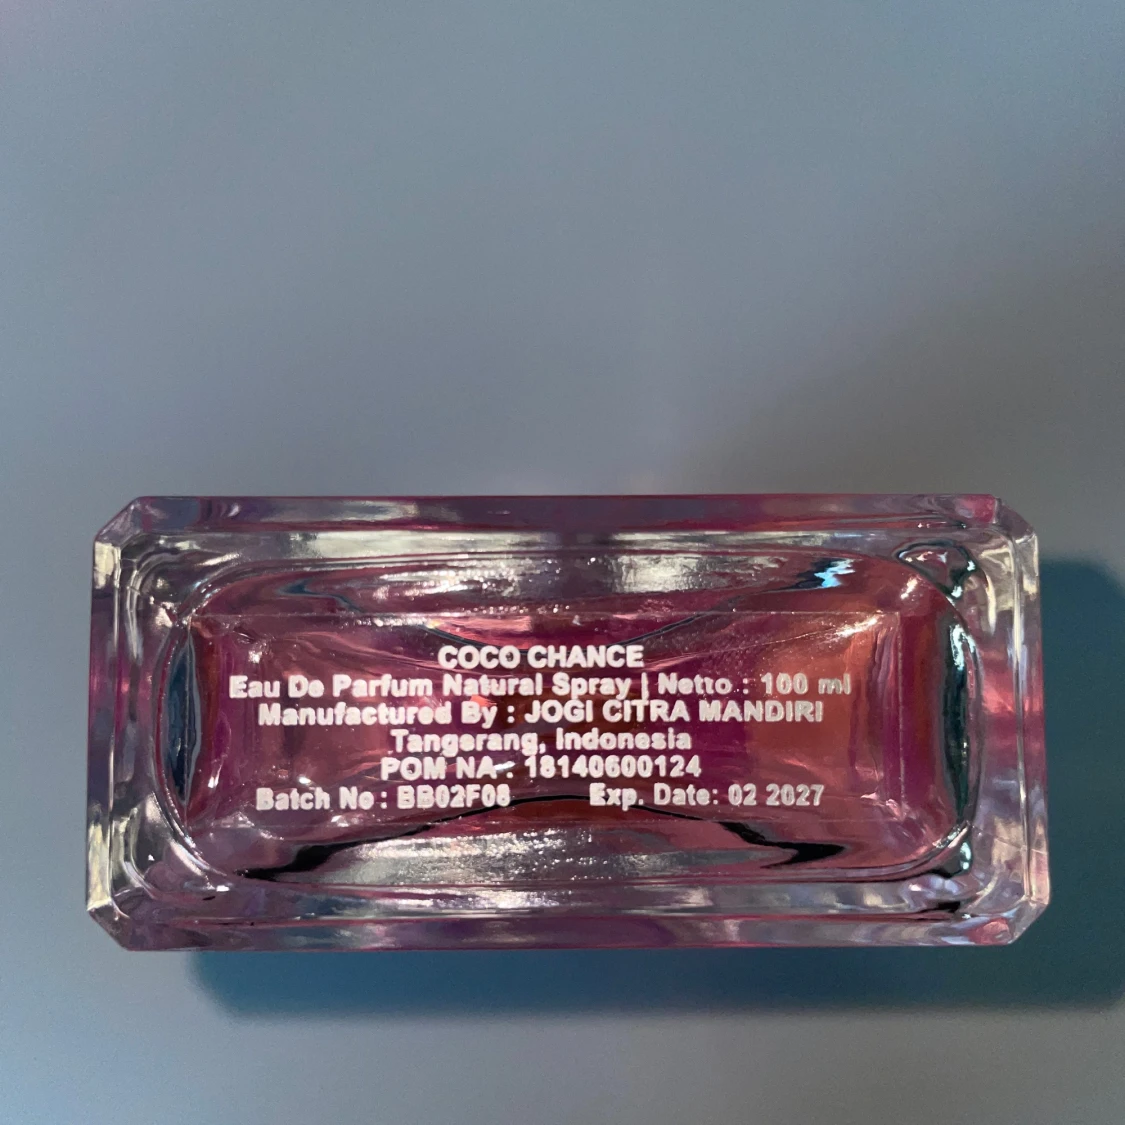 COCO CHANCE
Eau De Parfum Natural Spray | Netto : 100 ml
Manufactured By : JOGI CITRA MANDIRI
Tangerang, Indonesia
POM NA : 18140600124
Batch No : BB02F08 Exp. Date: 02 2027